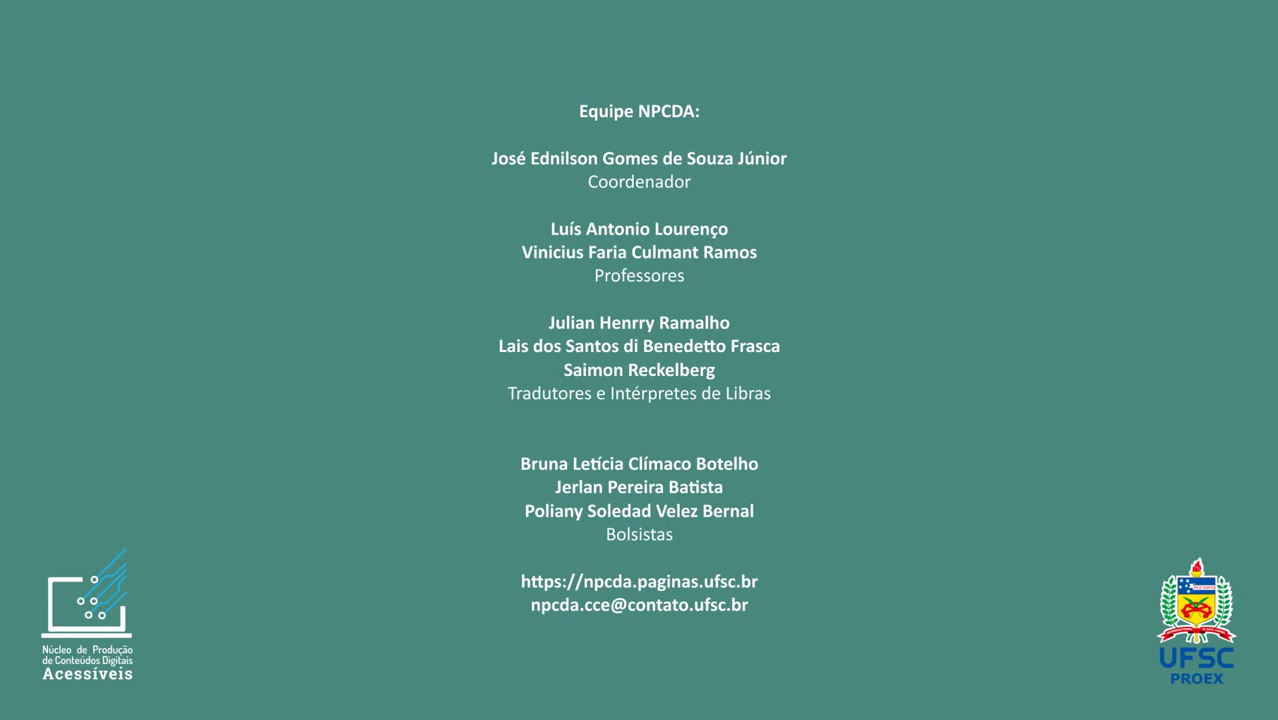 Equipe NPCDA:
José Ednilson Gomes de Souza Júnior
Coordenador
Luís Antonio Lourenço
Vinicius Faria Culmant Ramos
Professores
Julian Henrry Ramalho
Lais dos Santos di Benedetto Frasca
Saimon Reckelberg
Tradutores e Intérpretes de Libras
Bruna Letícia Clímaco Botelho
Jerlan Pereira Batista
Poliany Soledad Velez Bernal
Bolsistas
https://npcda.paginas.ufsc.br
npcda.cce@contato.ufsc.br
Núcleo de Produção
de Conteúdos Digitais
Acessíveis
UFSC
PROEX